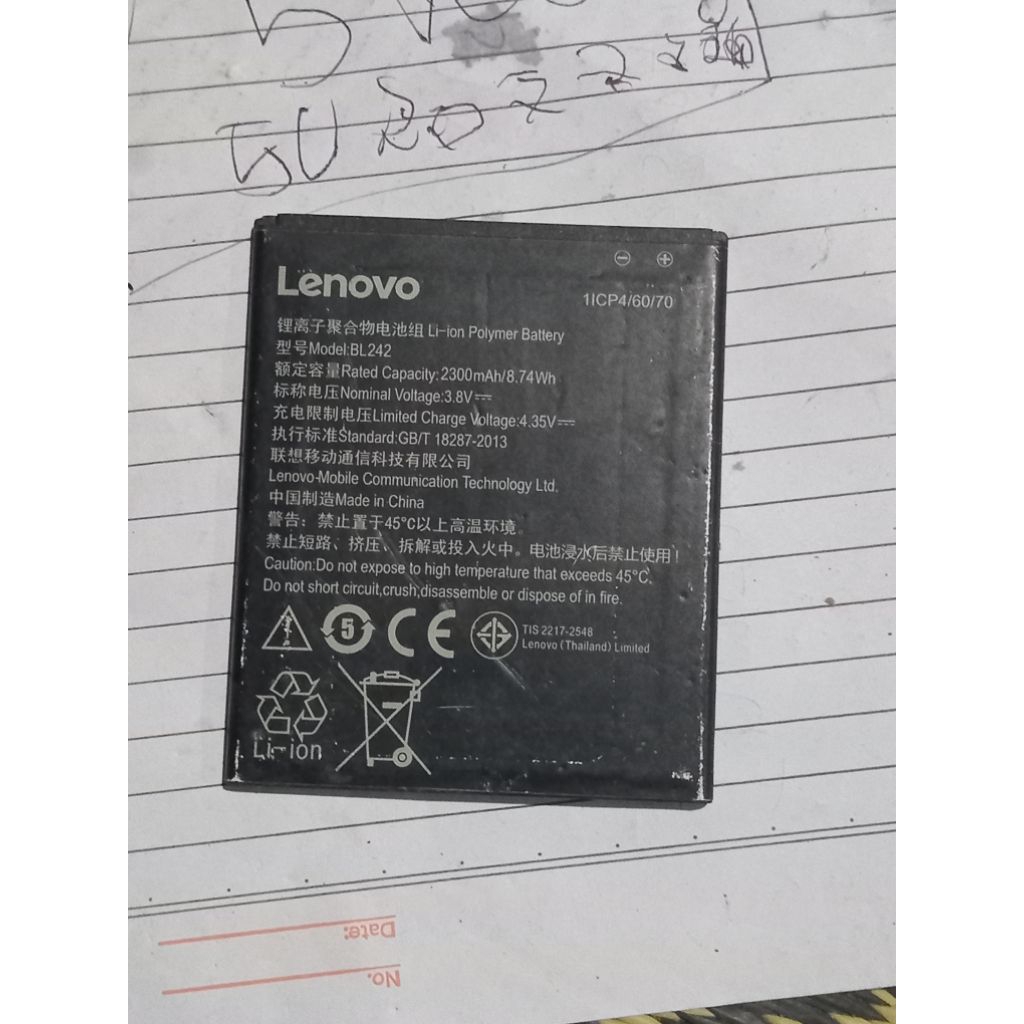 50 20 2 2 2
Lenovo
1ICP4/60/70
锂离子聚合物电池组 Li-ion Polymer Battery
型号Model:BL242
额定容量Rated Capacity:2300mAh/8.74Wh
标称电压Nominal Voltage:3.8V
充电限制电压Limited Charge Voltage:4.35V
执行标准Standard:GB/T 18287-2013
联想移动通信科技有限公司
Lenovo-Mobile Communication Technology Ltd.
中国制造Made in China
警告：禁止置于45°C以上高温环境
禁止短路、挤压、拆解或投入火中。电池浸水后禁止使用！
Caution:Do not expose to high temperature that exceeds 45°C.
Do not short circuit,crush,disassemble or dispose of in fire.
5
CE
TIS 2217-2548
Lenovo (Thailand) Limited
Li-ion
Date:
No.